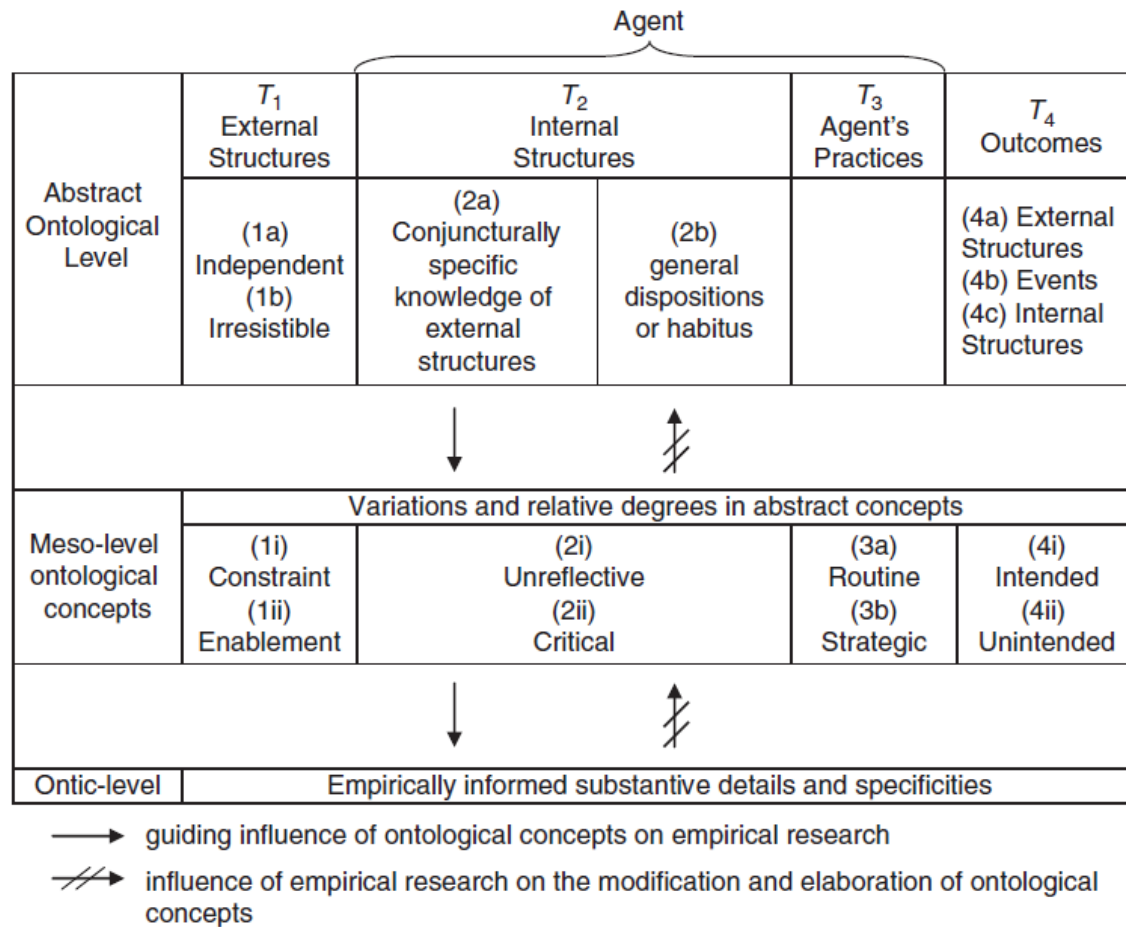 Agent
T1
External
Structures
T2
Internal
Structures
T3
Agent's
Practices
T4
Outcomes
Abstract
Ontological
Level
(1a)
Independent
(1b)
Irresistible
(2a)
Conjuncturally
specific
knowledge of
external
structures
(2b)
general
dispositions
or habitus
(4a) External
Structures
(4b) Events
(4c) Internal
Structures
Variations and relative degrees in abstract concepts
Meso-level
ontological
concepts
(1i)
Constraint
(1ii)
Enablement
(2i)
Unreflective
(2ii)
Critical
(3a)
Routine
(3b)
Strategic
(4i)
Intended
(4ii)
Unintended
Ontic-level
Empirically informed substantive details and specificities
guiding influence of ontological concepts on empirical research
influence of empirical research on the modification and elaboration of ontological
concepts